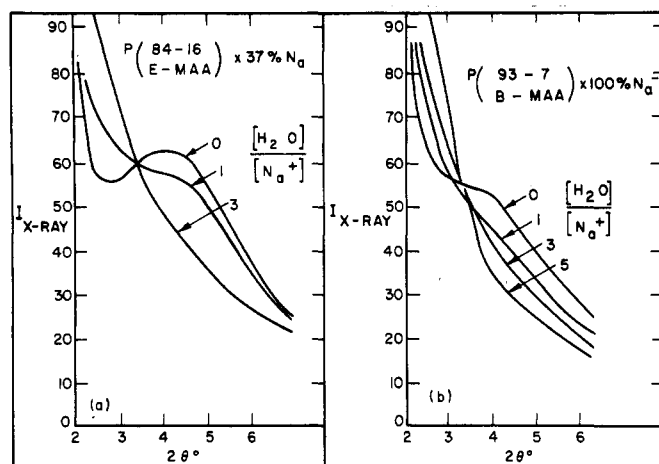 90
80
70
60
50
40
30
20
10
0
I X-RAY
P ( 84-16 E-MAA ) x 37% Na
[H2O]
[Na+]
0
1
3
(a)
2 3 4 5 6
2θ°
90
80
70
60
50
40
30
20
10
0
I X-RAY
P ( 93-7 B-MAA ) x 100% Na
[H2O]
[Na+]
0
1
3
5
(b)
2 3 4 5 6
2θ°